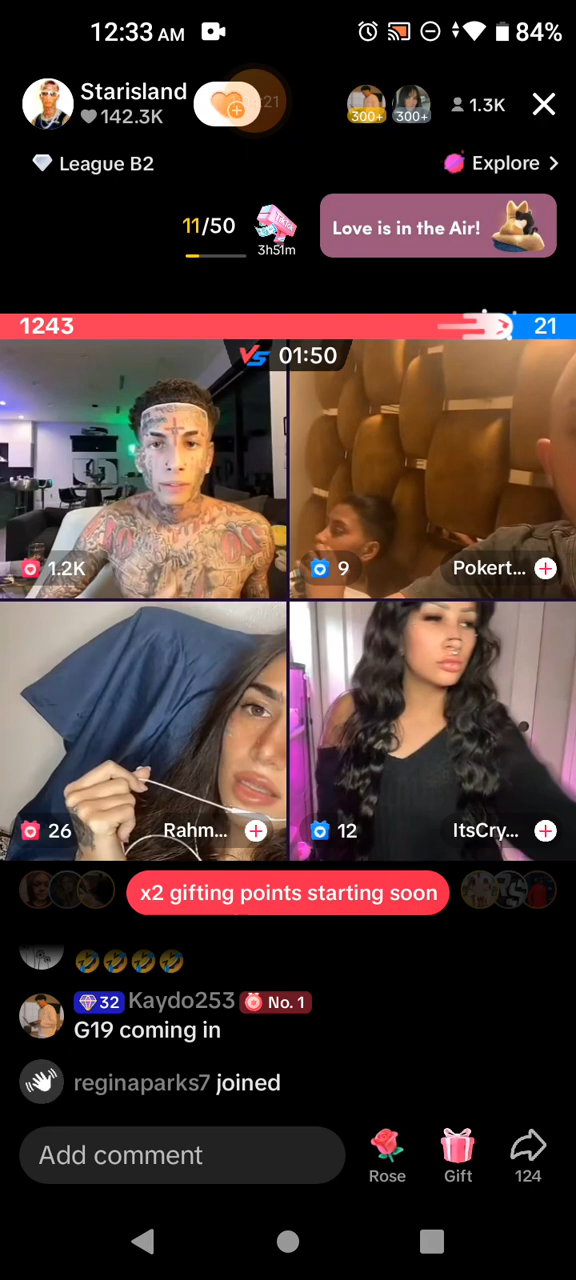 12:33 AM
84%
Starisland
142.3K
300+
300+
1.3K
League B2
Explore
11/50
TikTok
3h51m
Love is in the Air!
1243
21
VS 01:50
1.2K
9
Pokert...
26
Rahm...
12
ItsCry...
x2 gifting points starting soon
32 Kaydo253 No. 1
G19 coming in
reginaparks7 joined
Add comment
Rose
Gift
124